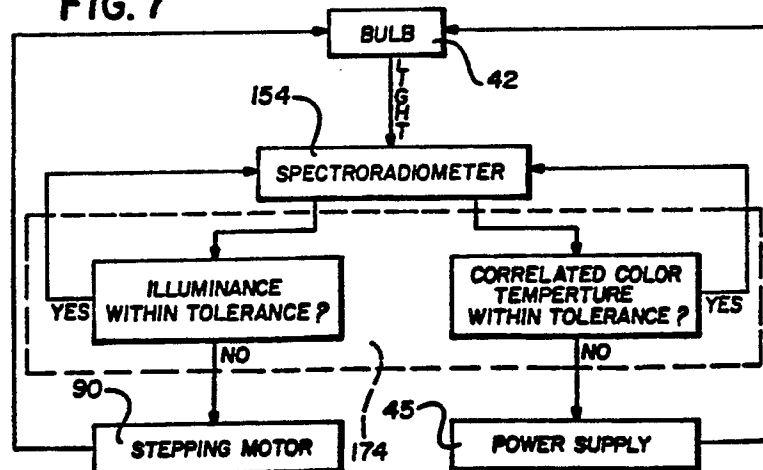 FIG. 7
BULB
42
LIGHT
154
SPECTRORADIOMETER
ILLUMINANCE
WITHIN TOLERANCE?
YES
NO
CORRELATED COLOR
TEMPERTURE
WITHIN TOLERANCE?
YES
NO
90
STEPPING MOTOR
174
45
POWER SUPPLY